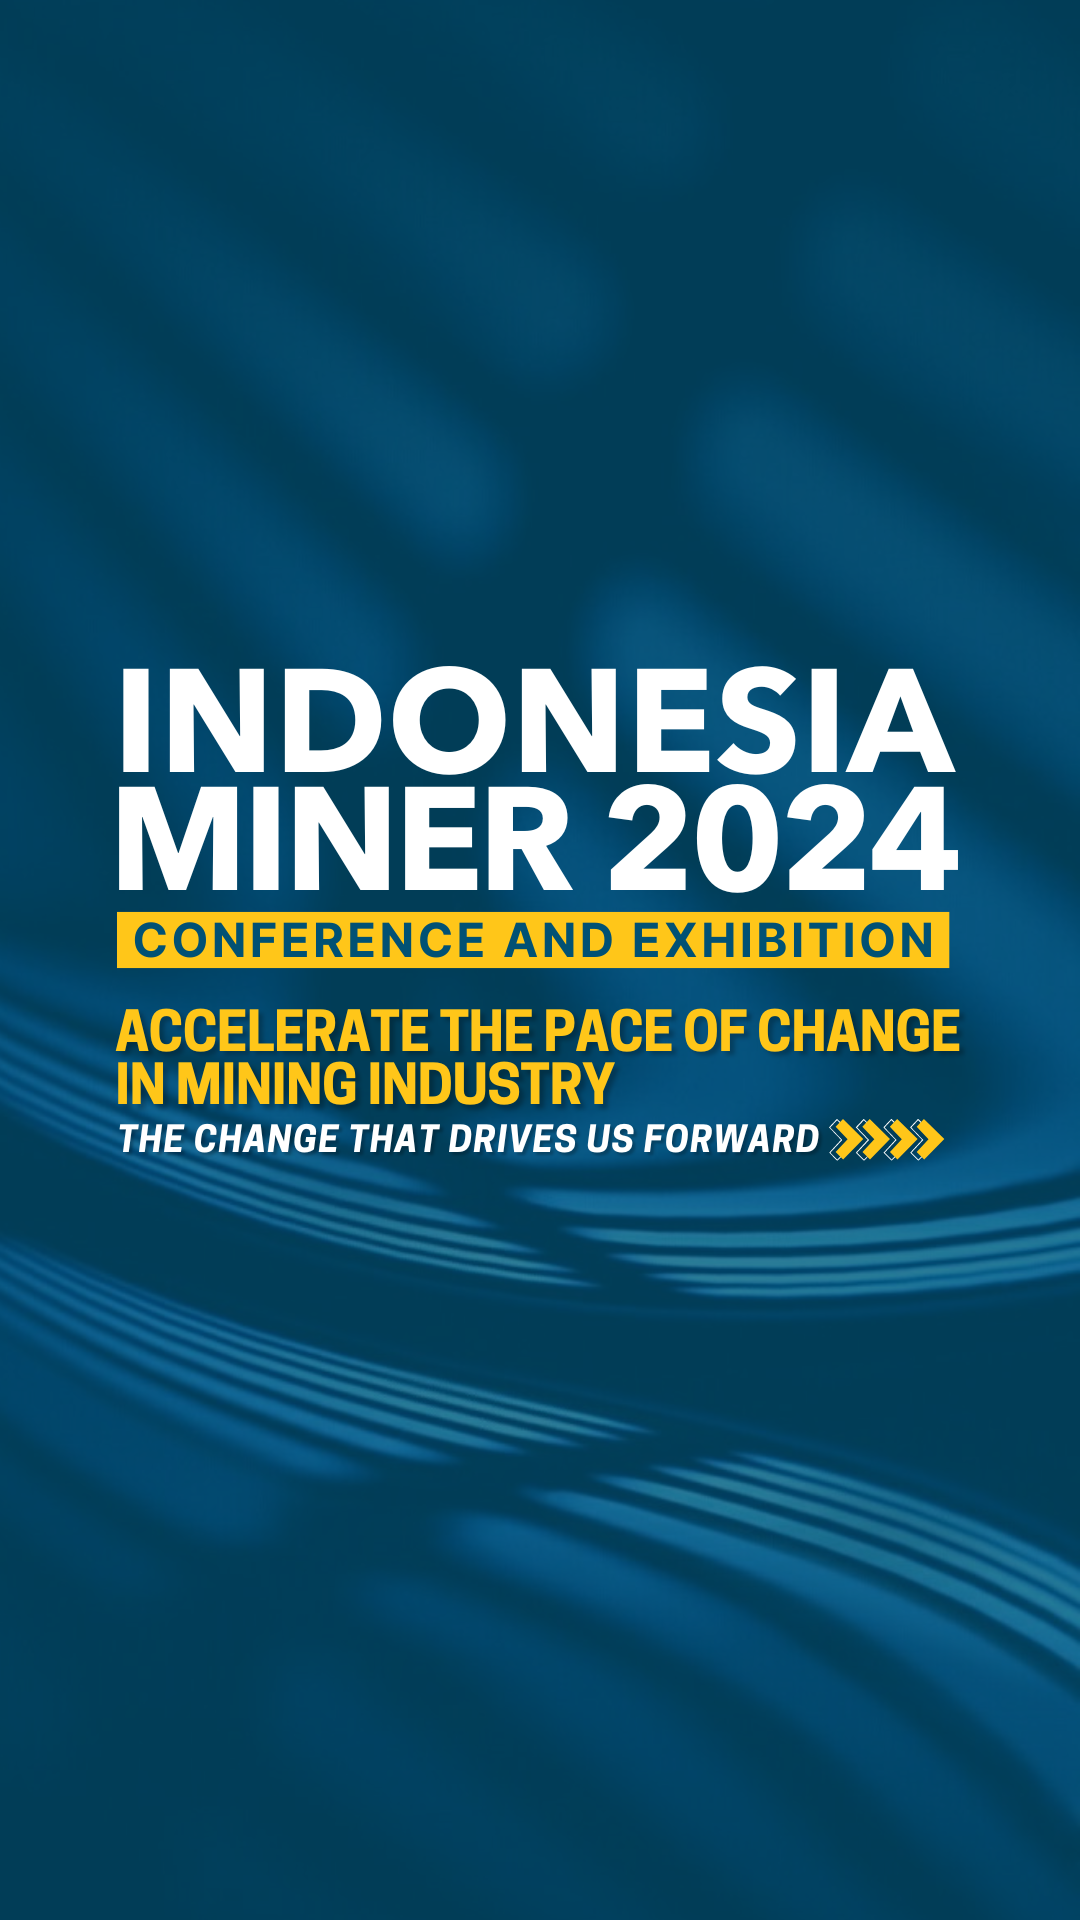 INDONESIA
MINER 2024
CONFERENCE AND EXHIBITION
ACCELERATE THE PACE OF CHANGE
IN MINING INDUSTRY
THE CHANGE THAT DRIVES US FORWARD